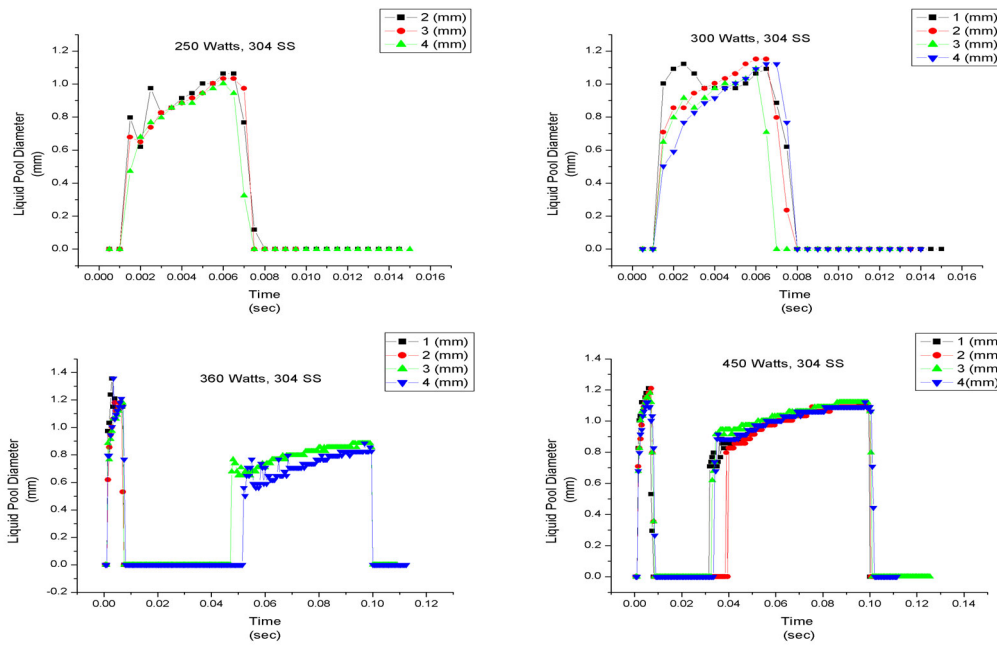 2 (mm)
3 (mm)
4 (mm)
250 Watts, 304 SS
1.2
1.0
0.8
0.6
0.4
0.2
0.0
Liquid Pool Diameter
(mm)
0.000 0.002 0.004 0.006 0.008 0.010 0.012 0.014 0.016
Time
(sec)
1 (mm)
2 (mm)
3 (mm)
4 (mm)
300 Watts, 304 SS
1.2
1.0
0.8
0.6
0.4
0.2
0.0
Liquid Pool Diameter
(mm)
0.000 0.002 0.004 0.006 0.008 0.010 0.012 0.014 0.016
Time
(sec)
1 (mm)
2 (mm)
3 (mm)
4 (mm)
360 Watts, 304 SS
1.4
1.2
1.0
0.8
0.6
0.4
0.2
0.0
-0.2
Liquid Pool Diameter
(mm)
0.00 0.02 0.04 0.06 0.08 0.10 0.12
Time
(sec)
1 (mm)
2 (mm)
3 (mm)
4(mm)
450 Watts, 304 SS
1.4
1.2
1.0
0.8
0.6
0.4
0.2
0.0
Liquid Pool Diameter
(mm)
0.00 0.02 0.04 0.06 0.08 0.10 0.12 0.14
Time
(sec)